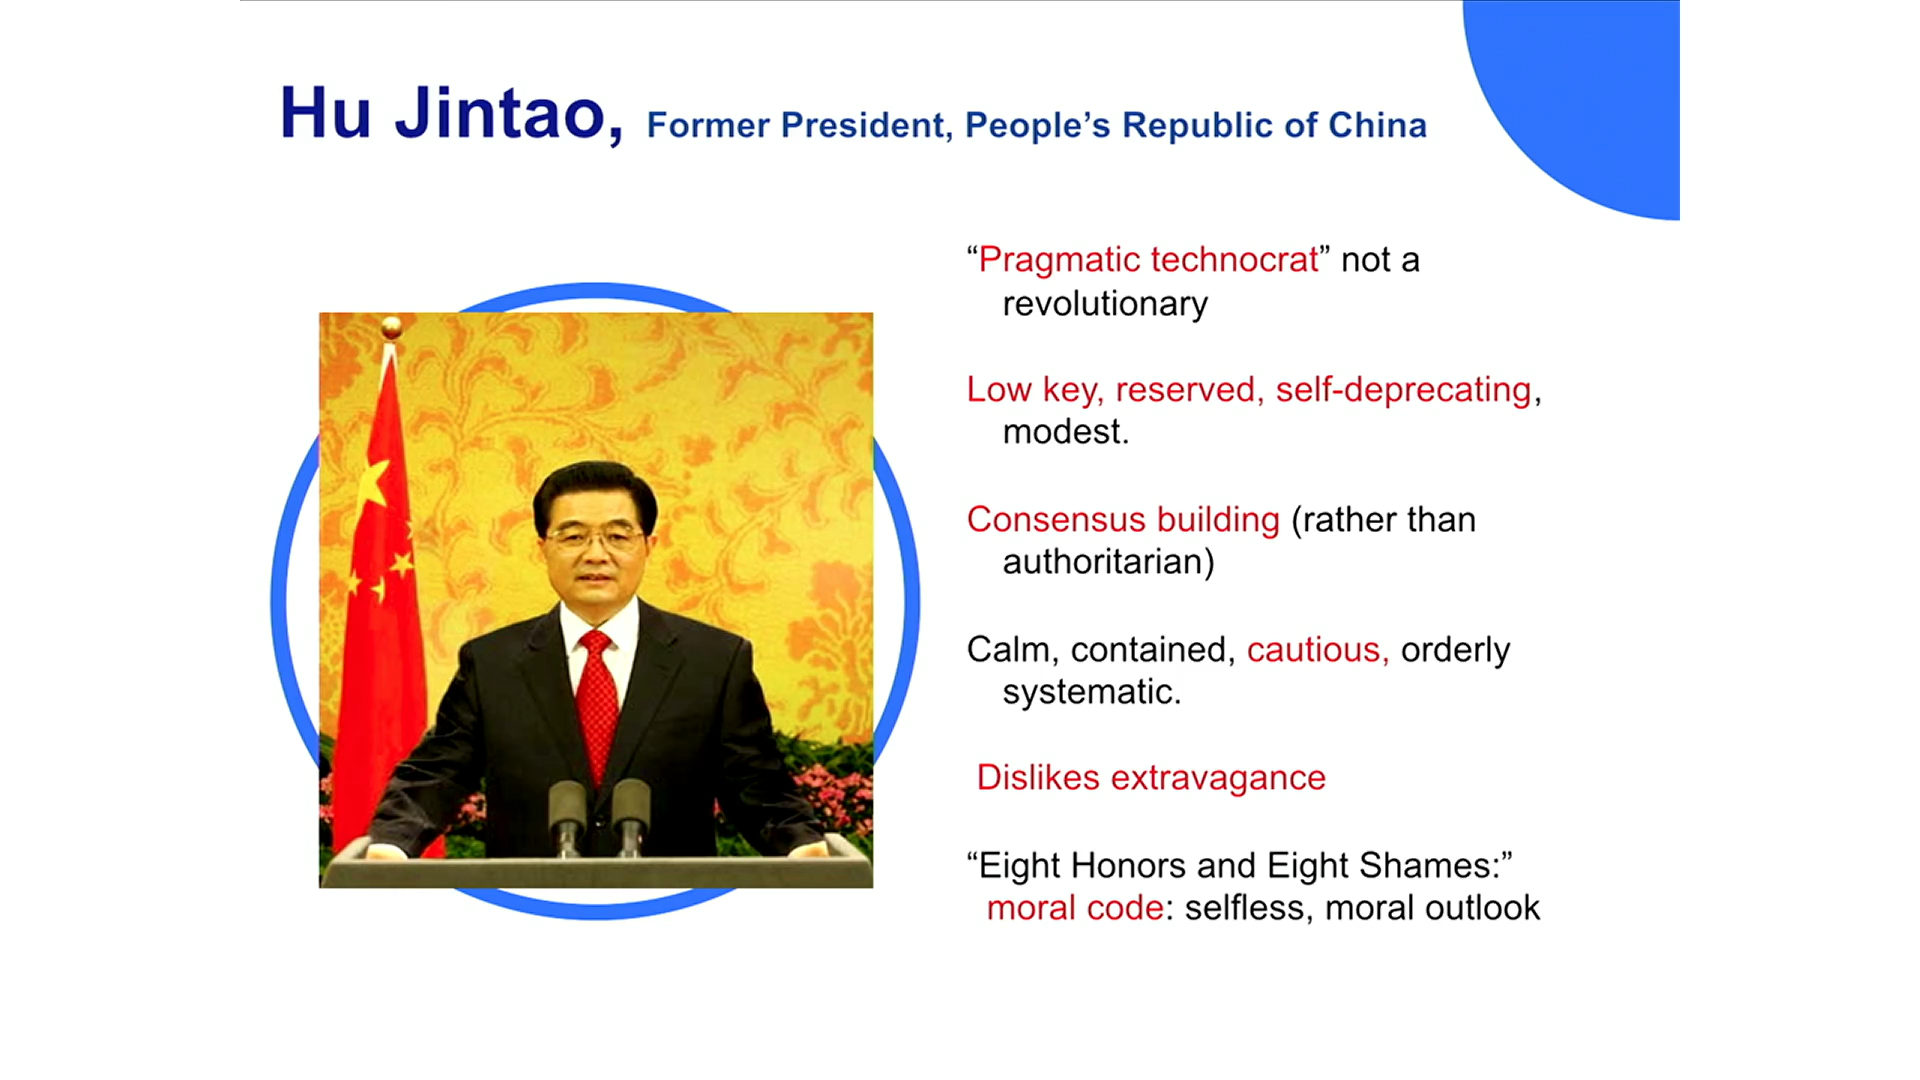 Hu Jintao, Former President, People’s Republic of China
“Pragmatic technocrat” not a
revolutionary
Low key, reserved, self-deprecating,
modest.
Consensus building (rather than
authoritarian)
Calm, contained, cautious, orderly
systematic.
Dislikes extravagance
“Eight Honors and Eight Shames:”
moral code: selfless, moral outlook